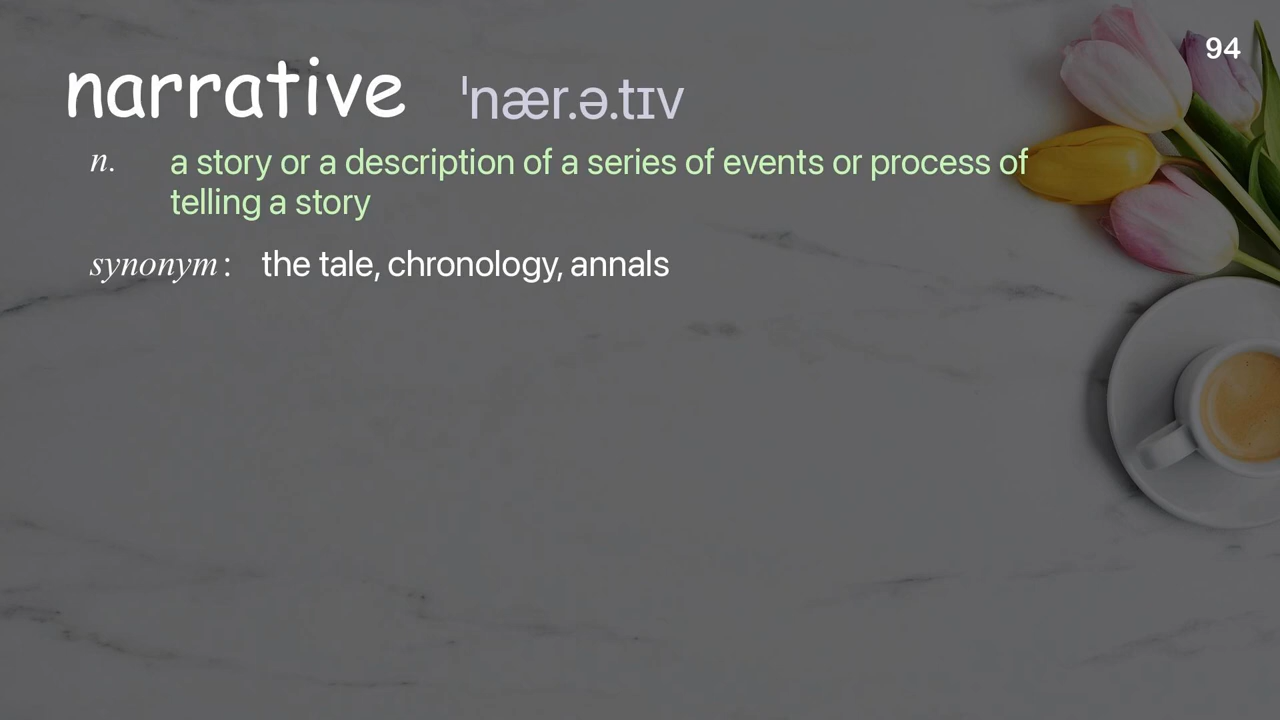 94
narrative ˈnær.ə.tɪv
n. a story or a description of a series of events or process of
telling a story
synonym: the tale, chronology, annals